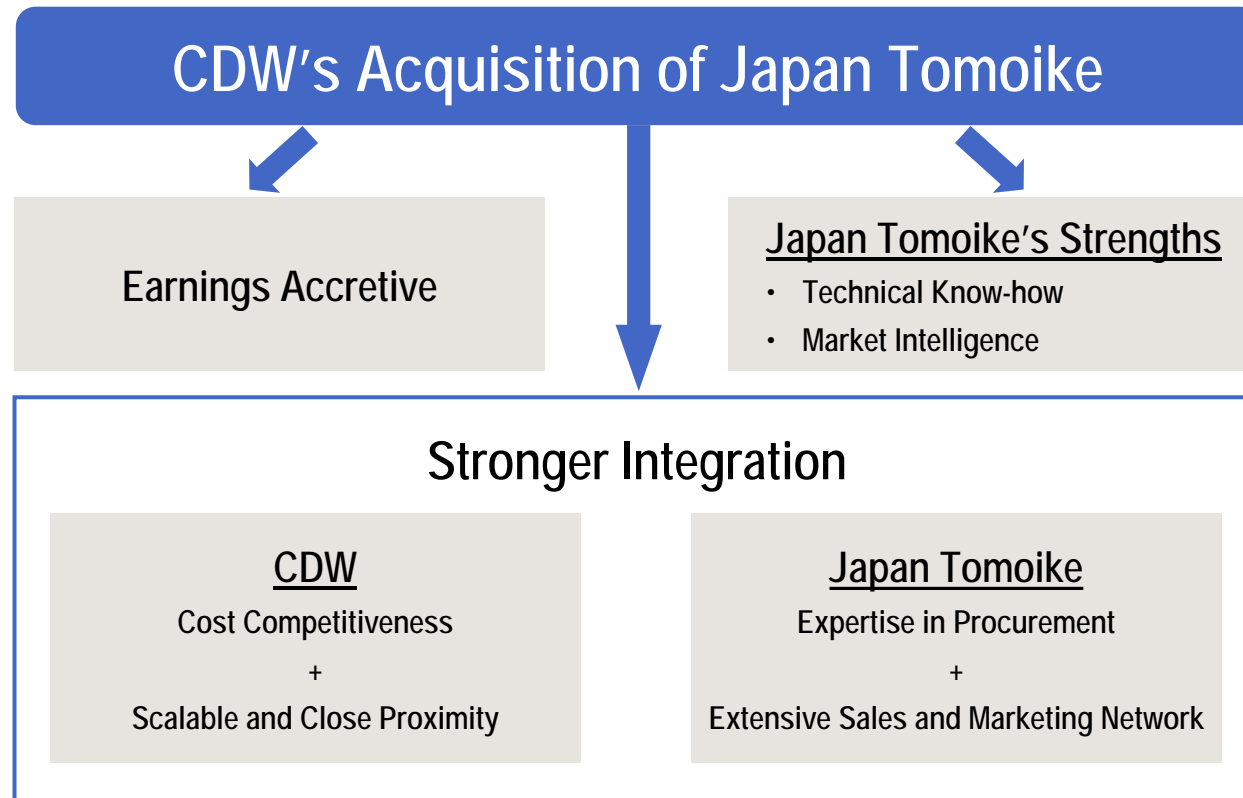 CDW's Acquisition of Japan Tomoike
Earnings Accretive
Japan Tomoike's Strengths
・ Technical Know-how
・ Market Intelligence
Stronger Integration
CDW
Cost Competitiveness
+
Scalable and Close Proximity
Japan Tomoike
Expertise in Procurement
+
Extensive Sales and Marketing Network